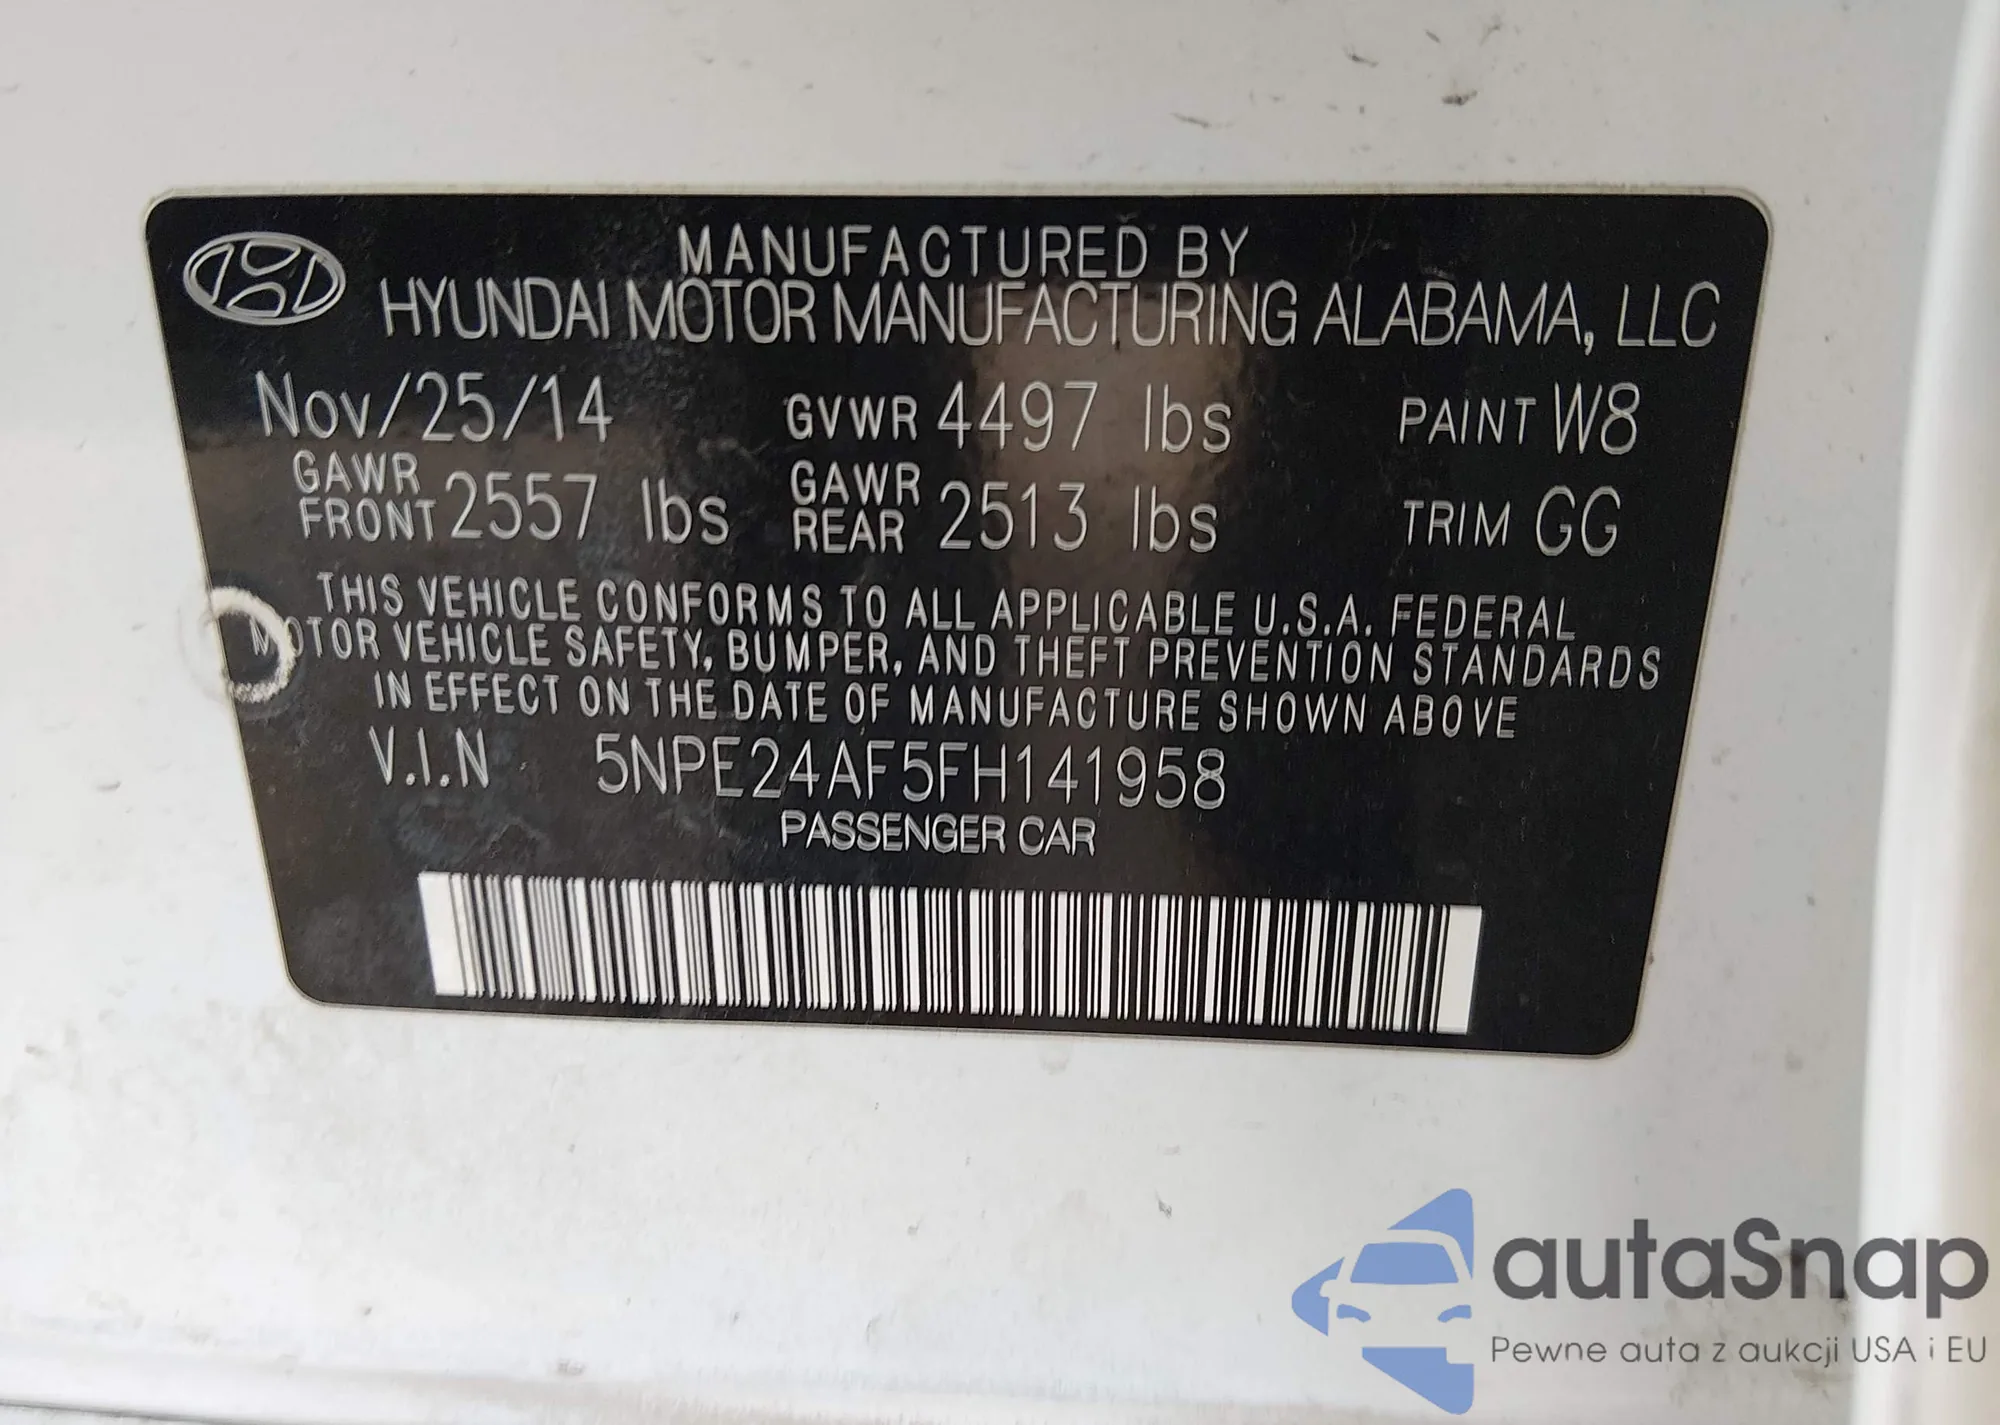 MANUFACTURED BY
HYUNDAI MOTOR MANUFACTURING ALABAMA, LLC
Nov/25/14 GVWR 4497 lbs PAINT W8
GAWR FRONT 2557 lbs GAWR REAR 2513 lbs TRIM GG
THIS VEHICLE CONFORMS TO ALL APPLICABLE U.S.A. FEDERAL
MOTOR VEHICLE SAFETY, BUMPER, AND THEFT PREVENTION STANDARDS
IN EFFECT ON THE DATE OF MANUFACTURE SHOWN ABOVE
V.I.N 5NPE24AF5FH141958
PASSENGER CAR
autaSnap
Pewne auta z aukcji USA i EU